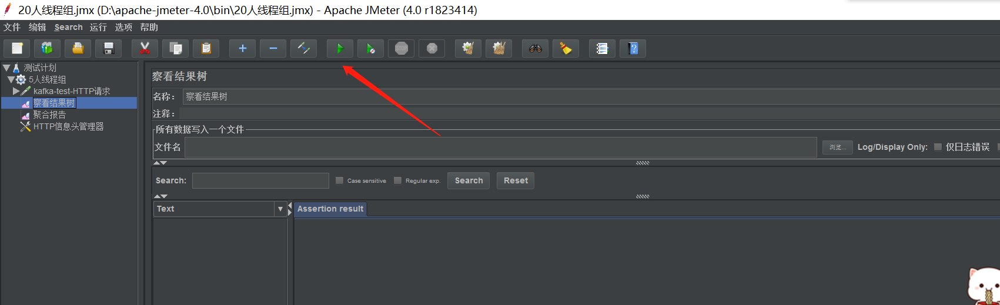 20人线程组.jmx (D:\apache-jmeter-4.0\bin\20人线程组.jmx) - Apache JMeter (4.0 r1823414)
文件 编辑 Search 运行 选项 帮助
STOP
?
测试计划
5人线程组
kafka-test-HTTP请求
察看结果树
聚合报告
HTTP信息头管理器
察看结果树
名称： 察看结果树
注释：
所有数据写入一个文件
文件名 浏览... Log/Display Only: 仅日志错误
Search: Case sensitive Regular exp. Search Reset
Text Assertion result